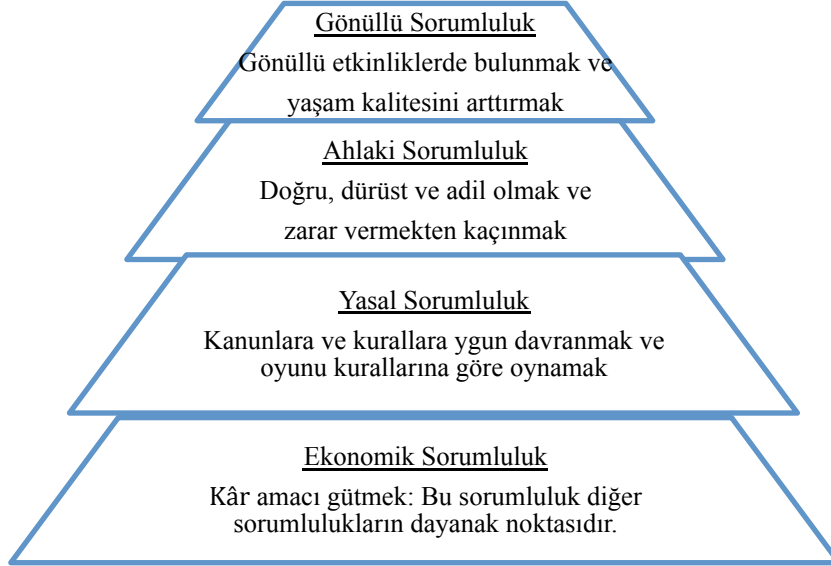 Gönüllü Sorumluluk
Gönüllü etkinliklerde bulunmak ve
yaşam kalitesini arttırmak
Ahlaki Sorumluluk
Doğru, dürüst ve adil olmak ve
zarar vermekten kaçınmak
Yasal Sorumluluk
Kanunlara ve kurallara ygun davranmak ve
oyunu kurallarına göre oynamak
Ekonomik Sorumluluk
Kâr amacı gütmek: Bu sorumluluk diğer
sorumlulukların dayanak noktasıdır.